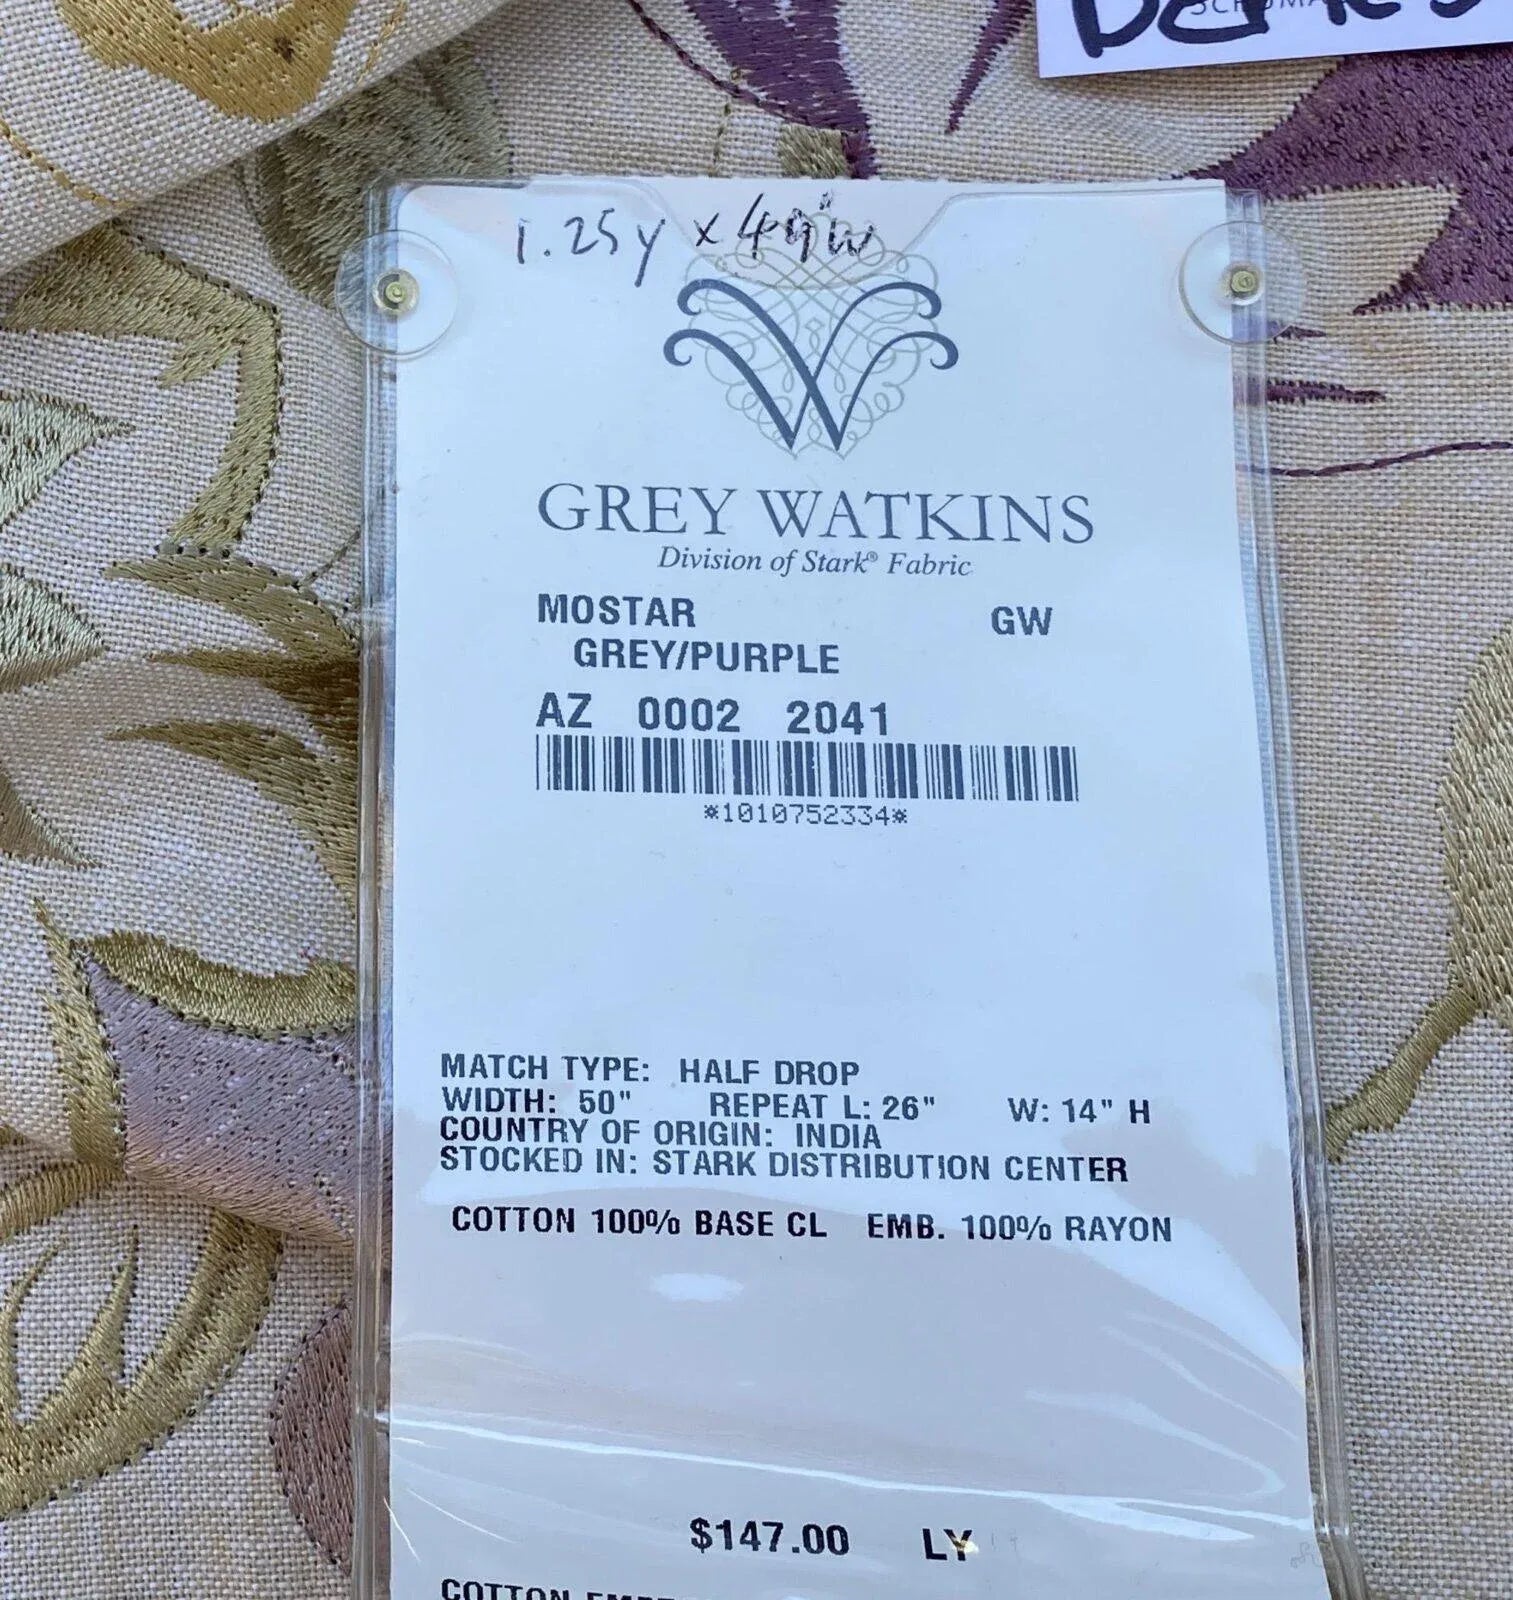 1.25y x 49"W
GREY WATKINS
Division of Stark® Fabric
MOSTAR GW
GREY/PURPLE
AZ 0002 2041
*1010752334*
MATCH TYPE: HALF DROP
WIDTH: 50" REPEAT L: 26" W: 14" H
COUNTRY OF ORIGIN: INDIA
STOCKED IN: STARK DISTRIBUTION CENTER
COTTON 100% BASE CL EMB. 100% RAYON
$147.00 LY
COTTON